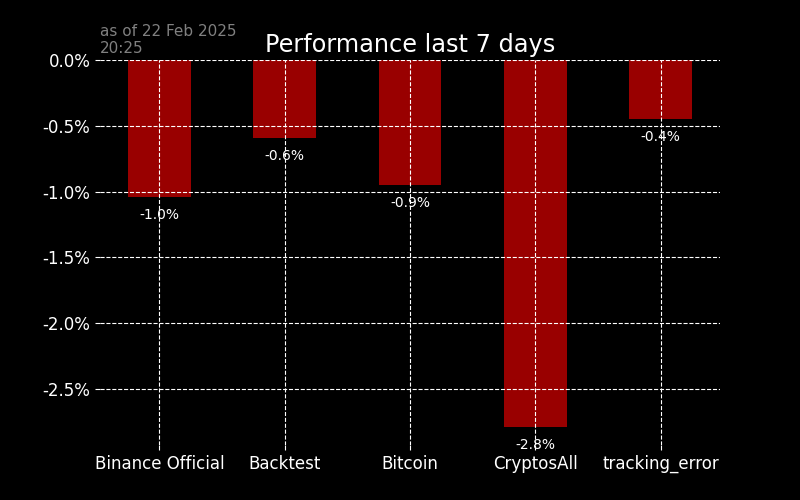 as of 22 Feb 2025
20:25
Performance last 7 days
0.0%
-0.5%
-1.0%
-1.5%
-2.0%
-2.5%
-1.0%
-0.6%
-0.9%
-2.8%
-0.4%
Binance Official
Backtest
Bitcoin
CryptosAll
tracking_error